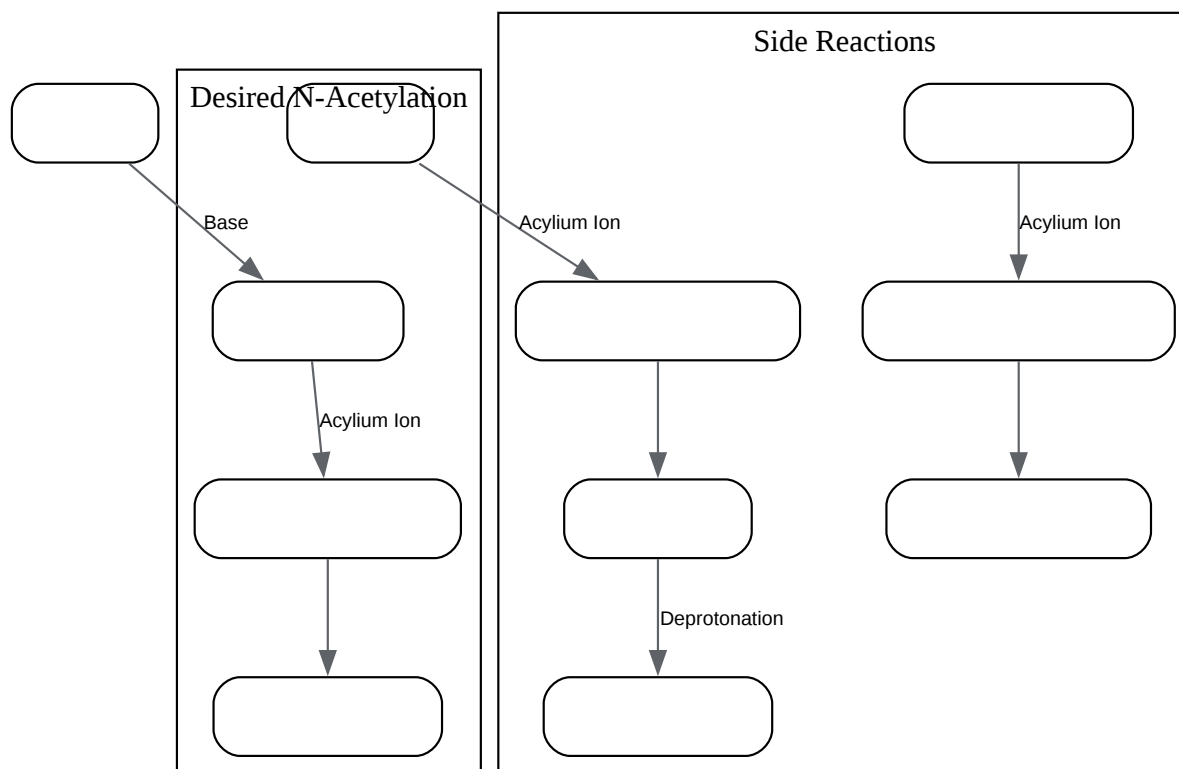 Side Reactions
Desired N-Acetylation
Base
Acylium Ion
Acylium Ion
Acylium Ion
Deprotonation